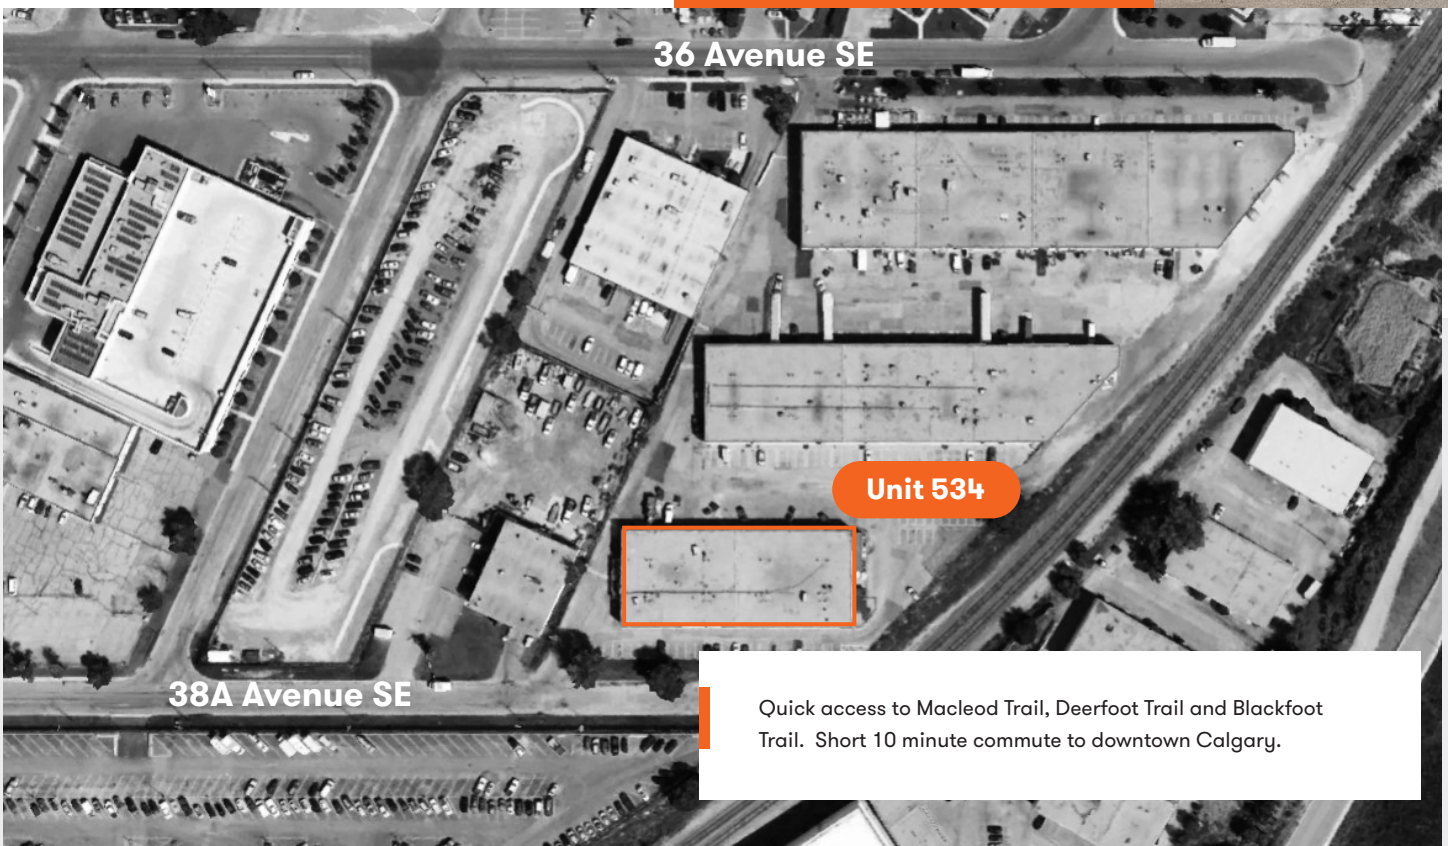 36 Avenue SE
Unit 534
38A Avenue SE
Quick access to Macleod Trail, Deerfoot Trail and Blackfoot
Trail. Short 10 minute commute to downtown Calgary.